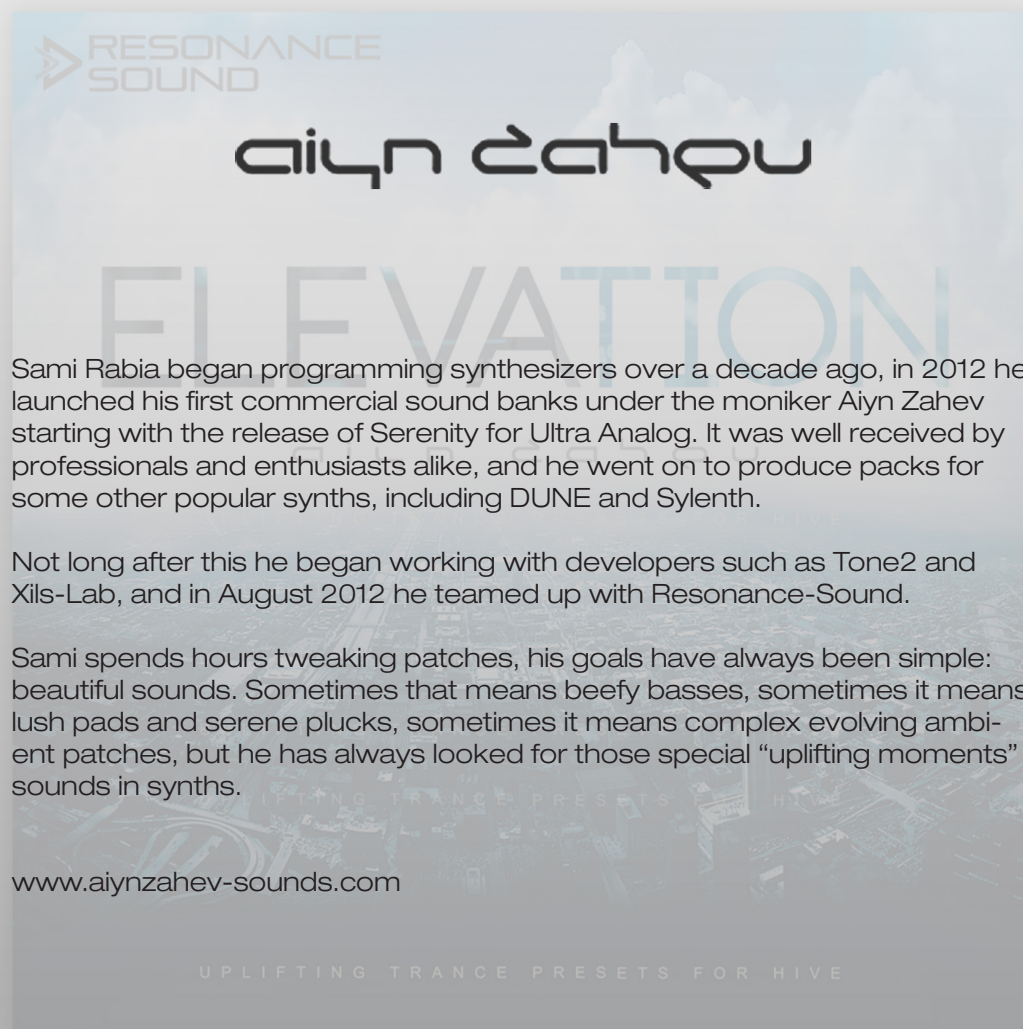 RESONANCE
SOUND
aiyn zahev
ELEVATION
Sami Rabia began programming synthesizers over a decade ago, in 2012 he
launched his first commercial sound banks under the moniker Aiyn Zahev
starting with the release of Serenity for Ultra Analog. It was well received by
aiyn zahev
professionals and enthusiasts alike, and he went on to produce packs for
some other popular synths, including DUNE and Sylenth.
HIVE
Not long after this he began working with developers such as Tone2 and
Xils-Lab, and in August 2012 he teamed up with Resonance-Sound.
Sami spends hours tweaking patches, his goals have always been simple:
beautiful sounds. Sometimes that means beefy basses, sometimes it means
lush pads and serene plucks, sometimes it means complex evolving ambi-
ent patches, but he has always looked for those special “uplifting moments”
sounds in synths.
UPLIFTING TRANCE PRESETS HIVE
www.aiynzahev-sounds.com
UPLIFTING TRANCE PRESETS FOR HIVE